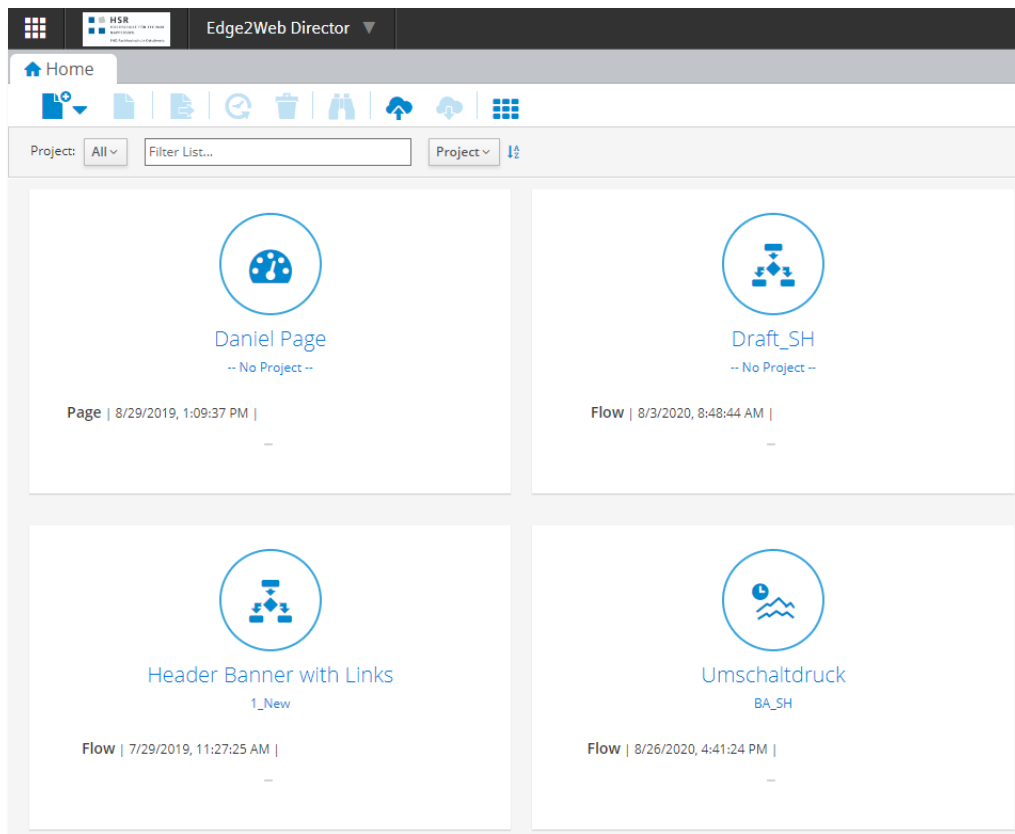 HSR
Edge2Web Director
Home
Project: All Filter List... Project
Daniel Page
-- No Project --
Page | 8/29/2019, 1:09:37 PM |
--
Draft_SH
-- No Project --
Flow | 8/3/2020, 8:48:44 AM |
--
Header Banner with Links
1_New
Flow | 7/29/2019, 11:27:25 AM |
--
Umschaltdruck
BA_SH
Flow | 8/26/2020, 4:41:24 PM |
--